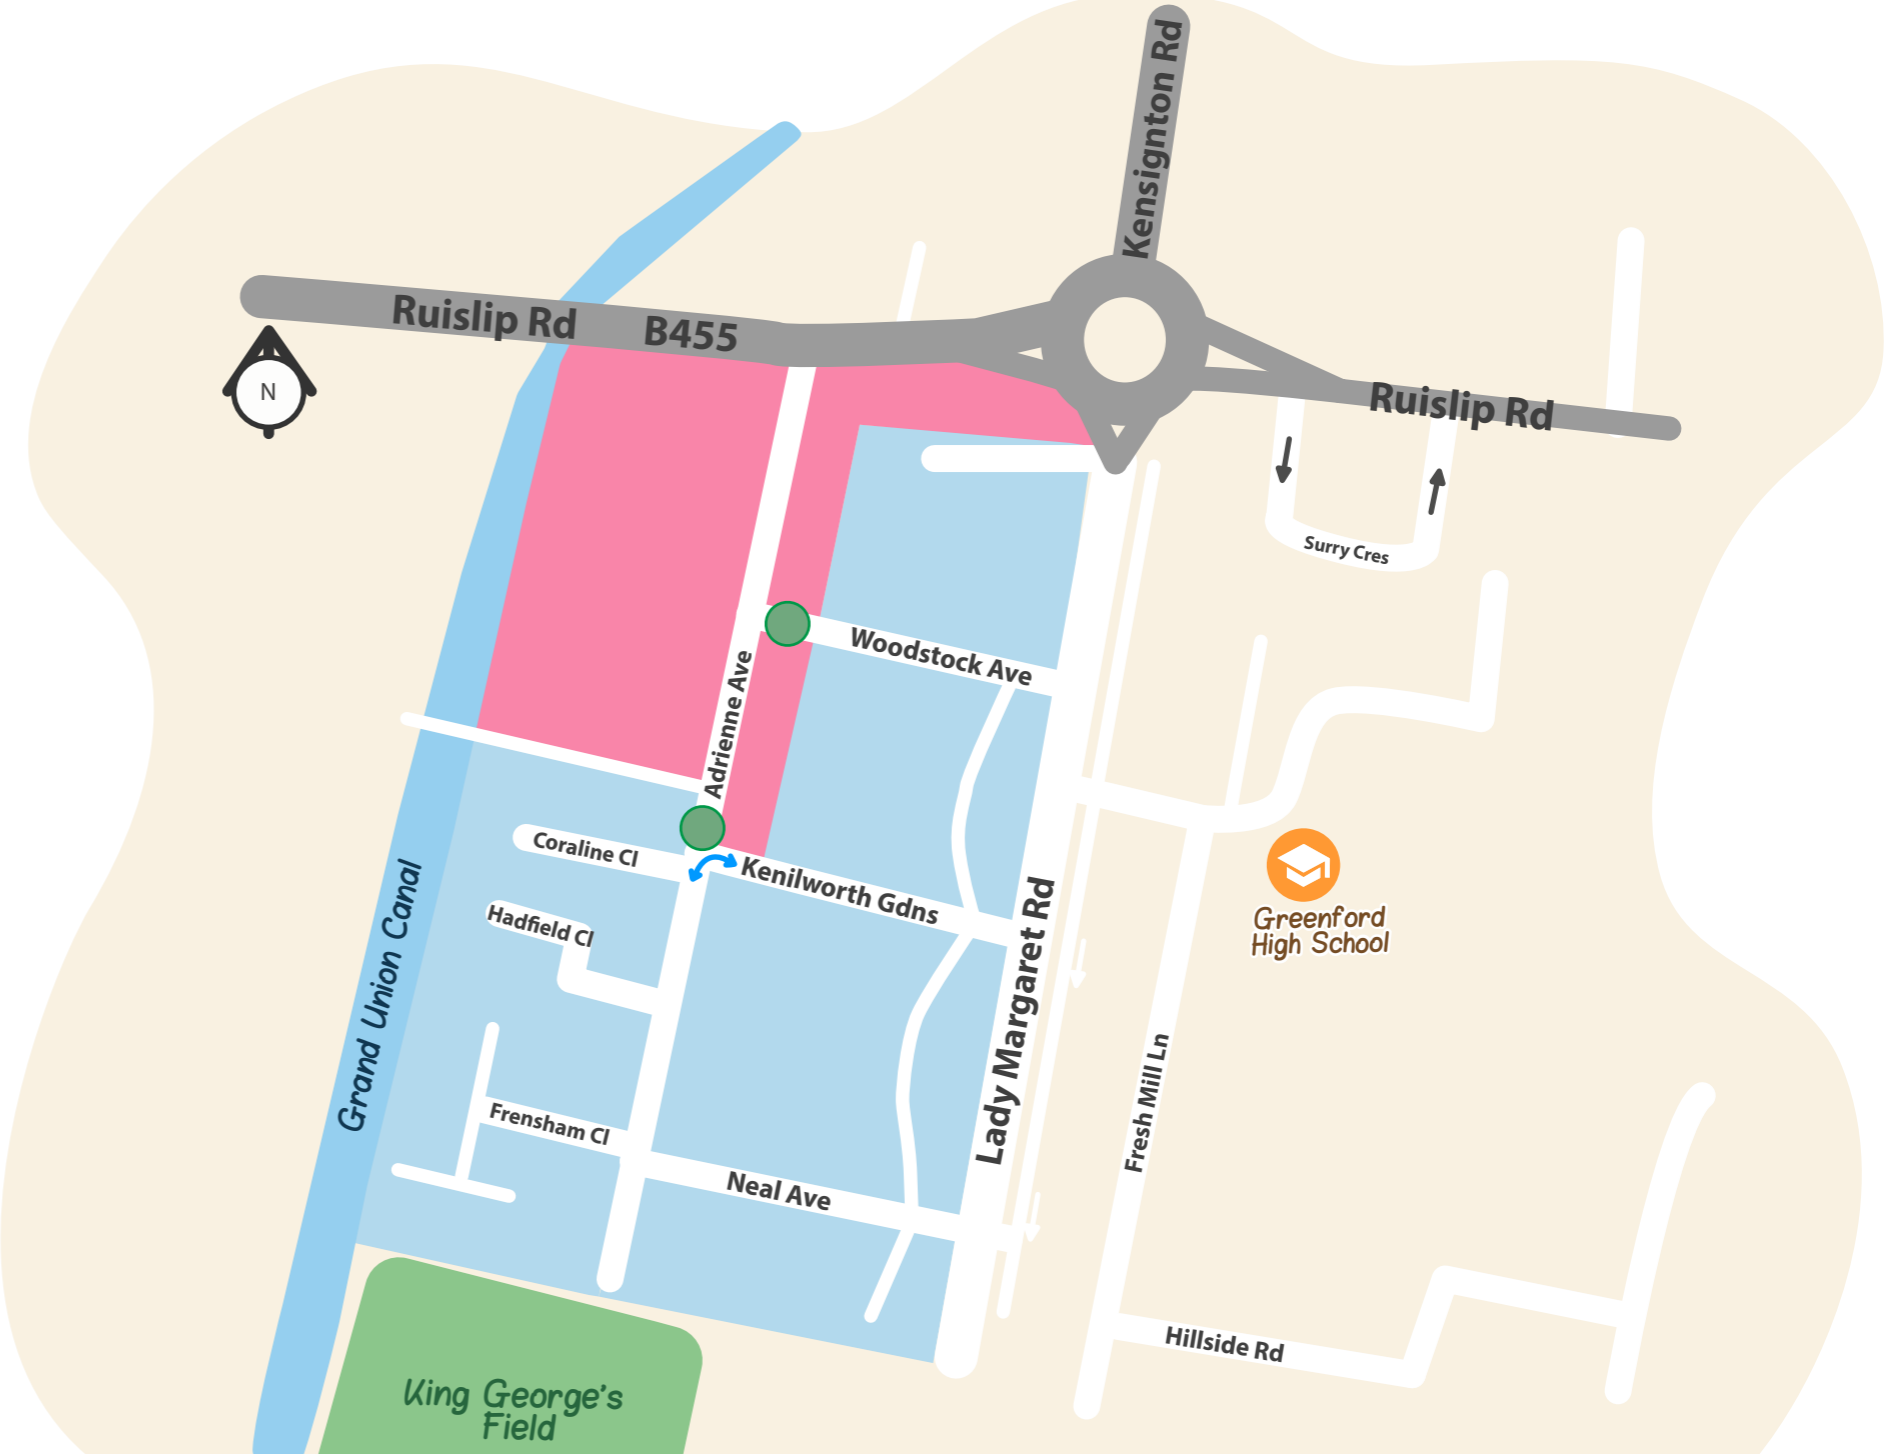 Kensignton Rd
Ruislip Rd
B455
Ruislip Rd
N
Surry Cres
Woodstock Ave
Adrienne Ave
Coraline Cl
Kenilworth Gdns
Greenford
High School
Hadfield Cl
Grand Union Canal
Lady Margaret Rd
Fresh Mill Ln
Frensham Cl
Neal Ave
Hillside Rd
King George's
Field